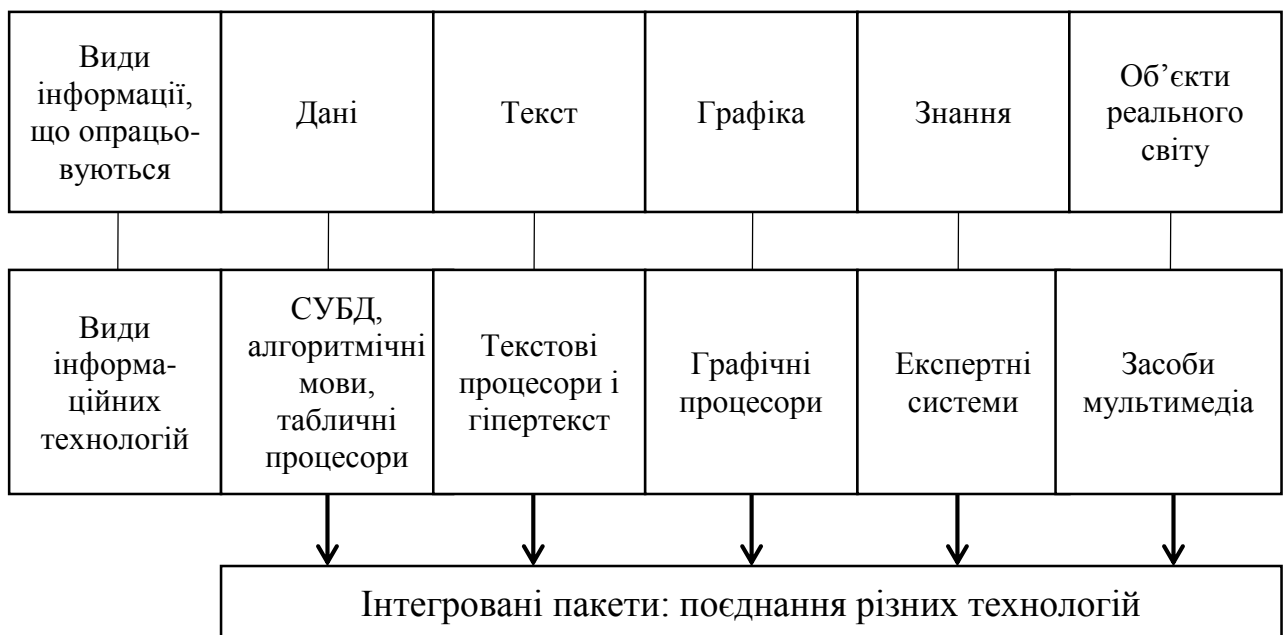 Види
інформації,
що опрацьо-
вуються
Дані
Текст
Графіка
Знання
Об’єкти
реального
світу
Види
інформа-
ційних
технологій
СУБД,
алгоритмічні
мови,
табличні
процесори
Текстові
процесори і
гіпертекст
Графічні
процесори
Експертні
системи
Засоби
мультимедіа
Інтегровані пакети: поєднання різних технологій